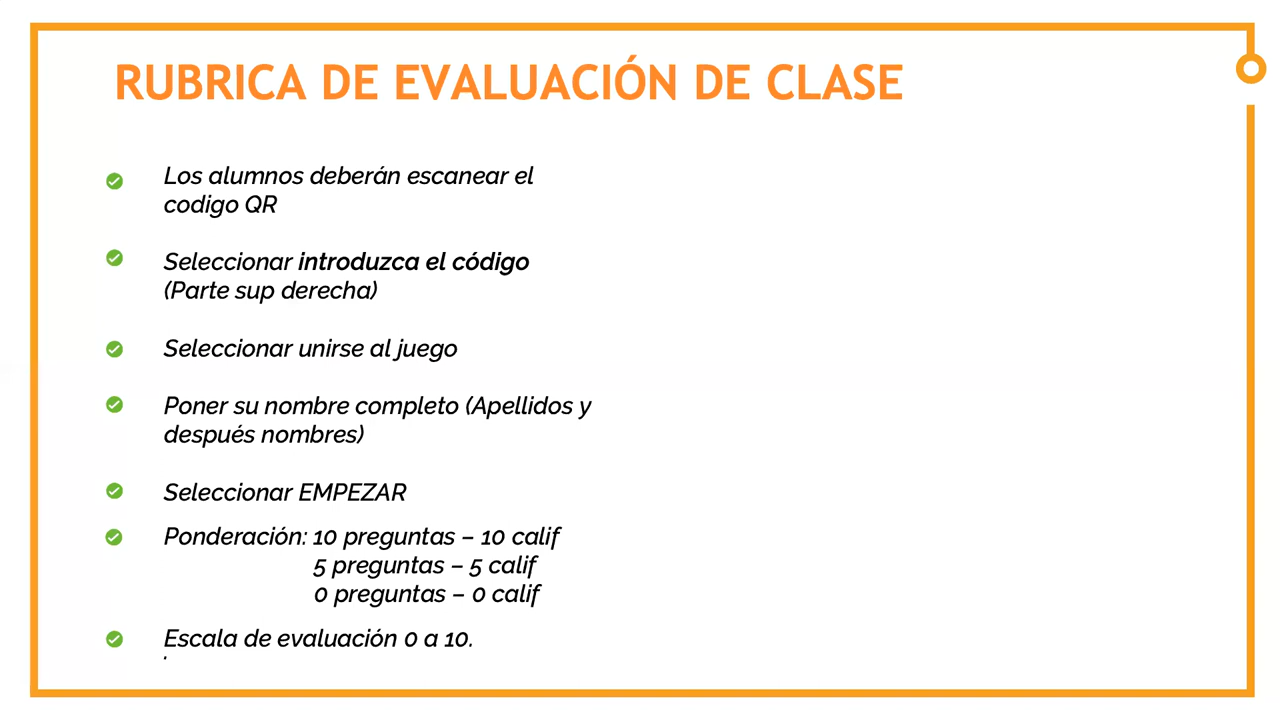 RUBRICA DE EVALUACIÓN DE CLASE
Los alumnos deberán escanear el
codigo QR
Seleccionar introduzca el código
(Parte sup derecha)
Seleccionar unirse al juego
Poner su nombre completo (Apellidos y
después nombres)
Seleccionar EMPEZAR
Ponderación: 10 preguntas – 10 calif
5 preguntas – 5 calif
0 preguntas – 0 calif
Escala de evaluación 0 a 10.
.